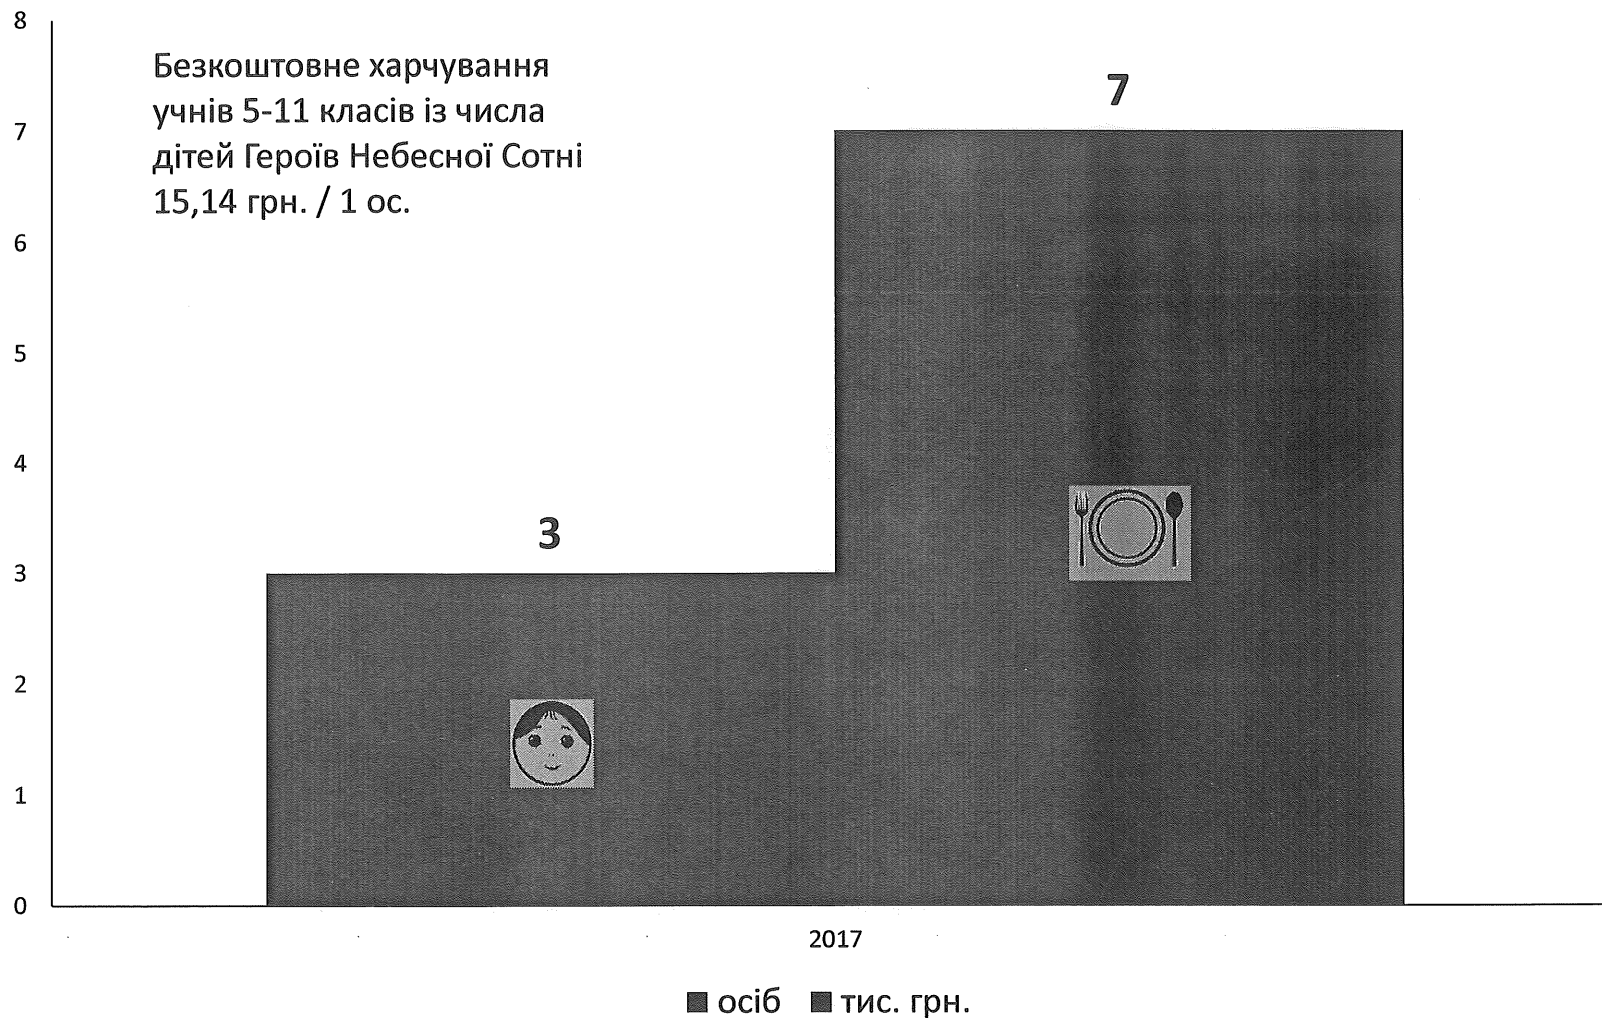 8
Безкоштовне харчування
учнів 5-11 класів із числа
дітей Героїв Небесної Сотні
15,14 грн. / 1 ос.
7
7
6
5
4
3
3
2
1
0
2017
осіб тис. грн.